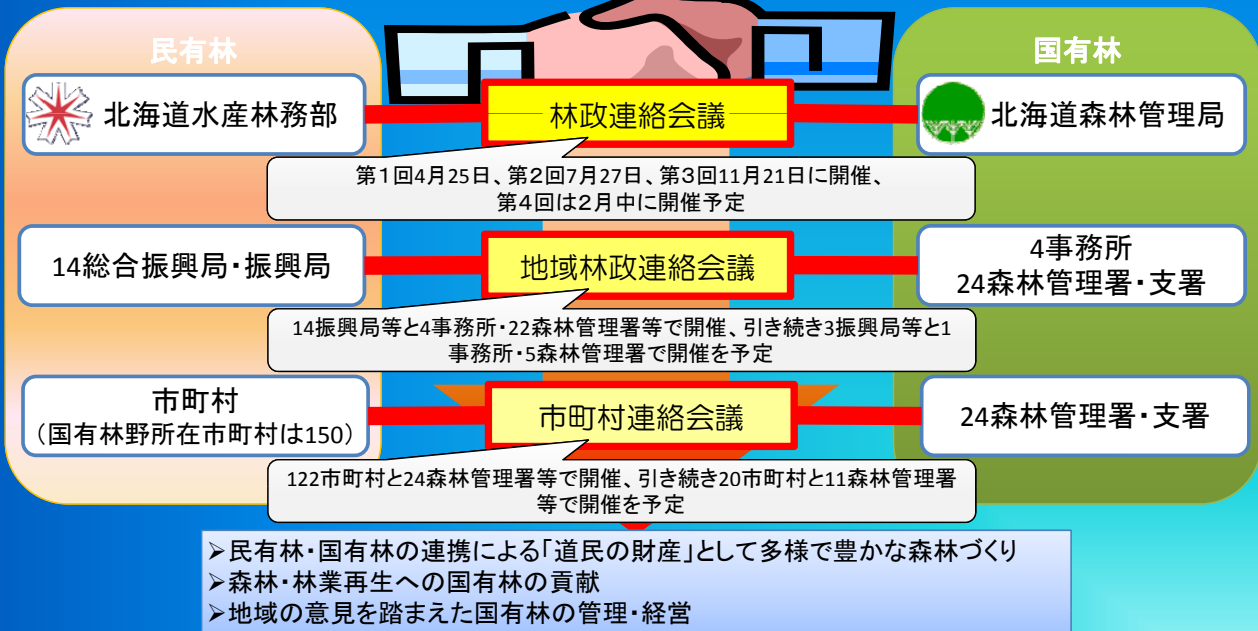 民有林
国有林
北海道水産林務部
林政連絡会議
北海道森林管理局
第1回4月25日、第2回7月27日、第3回11月21日に開催、
第4回は2月中に開催予定
14総合振興局・振興局
地域林政連絡会議
4事務所
24森林管理署・支署
14振興局等と4事務所・22森林管理署等で開催、引き続き3振興局等と1
事務所・5森林管理署で開催を予定
市町村
（国有林野所在市町村は150）
市町村連絡会議
24森林管理署・支署
122市町村と24森林管理署等で開催、引き続き20市町村と11森林管理署
等で開催を予定
➢民有林・国有林の連携による「道民の財産」として多様で豊かな森林づくり
➢森林・林業再生への国有林の貢献
➢地域の意見を踏まえた国有林の管理・経営